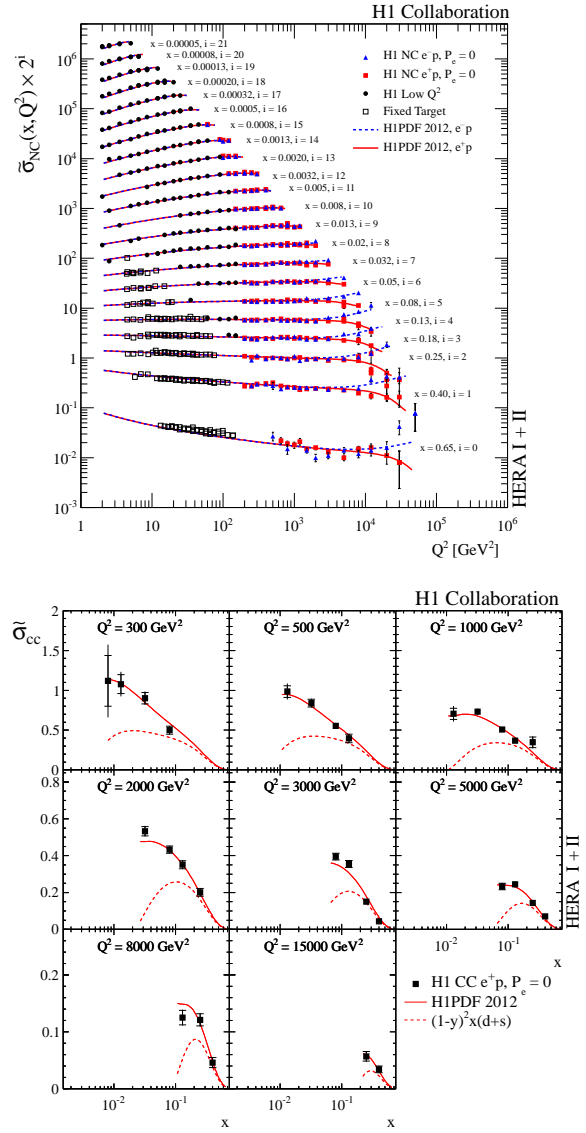 H1 Collaboration
σ̃NC(x,Q²) × 2ⁱ
10⁶
10⁵
10⁴
10³
10²
10
1
10⁻¹
10⁻²
10⁻³
x = 0.00005, i = 21
x = 0.00008, i = 20
x = 0.00013, i = 19
x = 0.00020, i = 18
x = 0.00032, i = 17
x = 0.0005, i = 16
x = 0.0008, i = 15
x = 0.0013, i = 14
x = 0.0020, i = 13
x = 0.0032, i = 12
x = 0.005, i = 11
x = 0.008, i = 10
x = 0.013, i = 9
x = 0.02, i = 8
x = 0.032, i = 7
x = 0.05, i = 6
x = 0.08, i = 5
x = 0.13, i = 4
x = 0.18, i = 3
x = 0.25, i = 2
x = 0.40, i = 1
x = 0.65, i = 0
H1 NC e⁻p, Pe = 0
H1 NC e⁺p, Pe = 0
H1 Low Q²
Fixed Target
H1PDF 2012, e⁻p
H1PDF 2012, e⁺p
HERA I + II
1 10 10² 10³ 10⁴ 10⁵ 10⁶
Q² [GeV²]
H1 Collaboration
σ̃cc
Q² = 300 GeV²
Q² = 500 GeV²
Q² = 1000 GeV²
2
1.5
1
0.5
0
Q² = 2000 GeV²
Q² = 3000 GeV²
Q² = 5000 GeV²
0.8
0.6
0.4
0.2
0
10⁻² 10⁻¹
x
HERA I + II
Q² = 8000 GeV²
Q² = 15000 GeV²
0.2
0.1
0
10⁻² 10⁻¹ x
10⁻² 10⁻¹ x
H1 CC e⁺p, Pe = 0
H1PDF 2012
(1-y)²x(d+s)